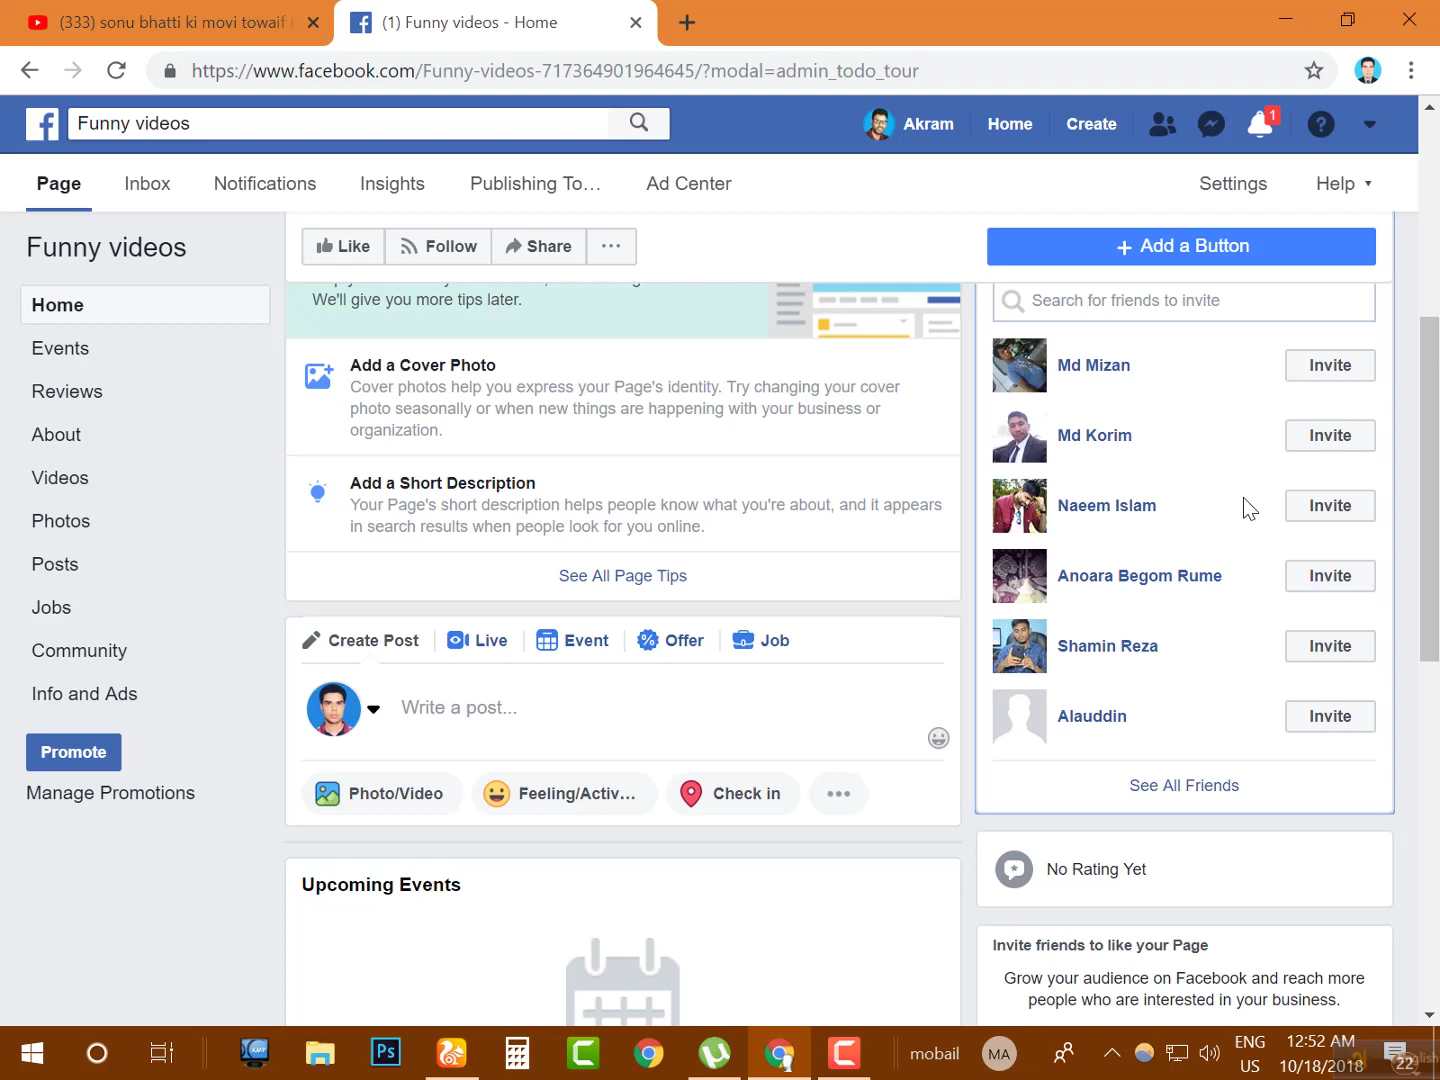 (333) sonu bhatti ki movi towaif
(1) Funny videos - Home
https://www.facebook.com/Funny-videos-717364901964645/?modal=admin_todo_tour
Funny videos
Akram
Home
Create
1
Page
Inbox
Notifications
Insights
Publishing To...
Ad Center
Settings
Help
Funny videos
Home
Events
Reviews
About
Videos
Photos
Posts
Jobs
Community
Info and Ads
Promote
Manage Promotions
Like
Follow
Share
+ Add a Button
We'll give you more tips later.
Add a Cover Photo
Cover photos help you express your Page's identity. Try changing your cover
photo seasonally or when new things are happening with your business or
organization.
Add a Short Description
Your Page's short description helps people know what you're about, and it appears
in search results when people look for you online.
See All Page Tips
Create Post
Live
Event
Offer
Job
Write a post...
Photo/Video
Feeling/Activ...
Check in
Upcoming Events
Search for friends to invite
Md Mizan
Invite
Md Korim
Invite
Naeem Islam
Invite
Anoara Begom Rume
Invite
Shamin Reza
Invite
Alauddin
Invite
See All Friends
No Rating Yet
Invite friends to like your Page
Grow your audience on Facebook and reach more
people who are interested in your business.
Ps
mobail
MA
ENG
US
12:52 AM
10/18/2018
22